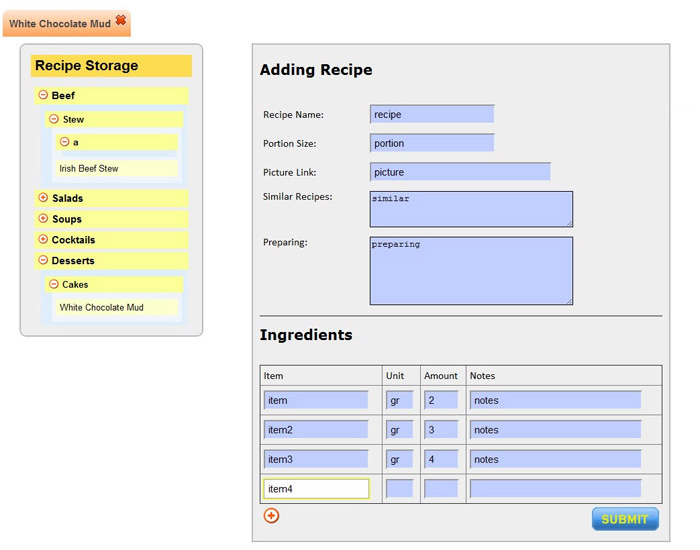 White Chocolate Mud
Recipe Storage
Beef
Stew
a
Irish Beef Stew
Salads
Soups
Cocktails
Desserts
Cakes
White Chocolate Mud
Adding Recipe
Recipe Name: recipe
Portion Size: portion
Picture Link: picture
Similar Recipes: similar
Preparing: preparing
Ingredients
Item Unit Amount Notes
item gr 2 notes
item2 gr 3 notes
item3 gr 4 notes
item4
SUBMIT